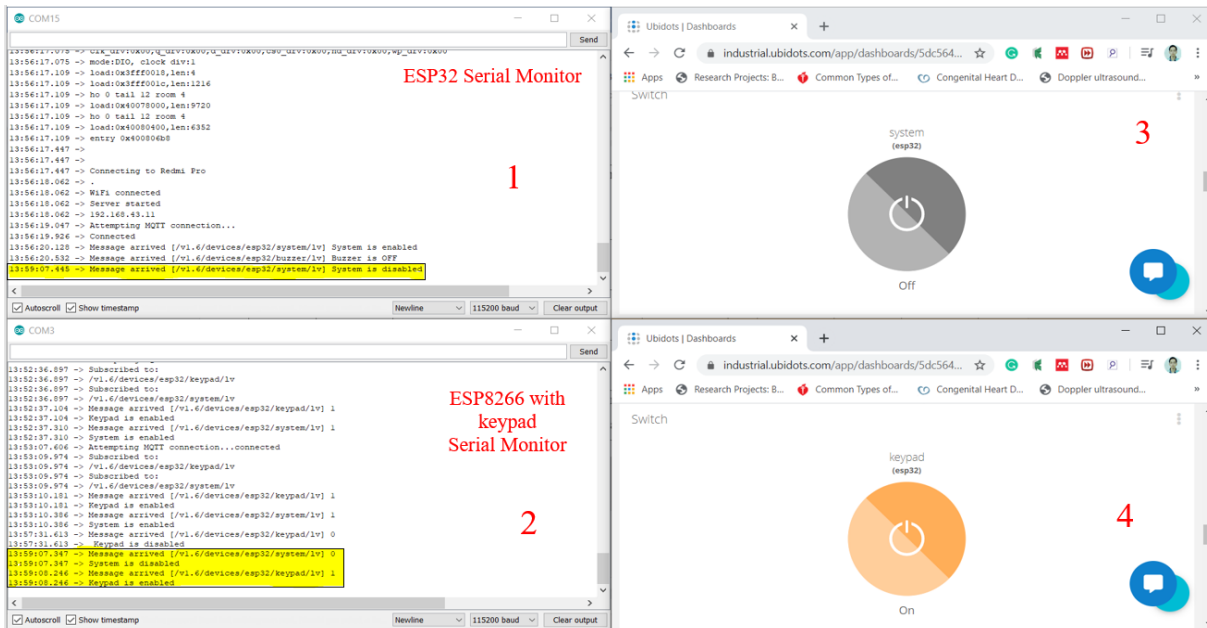 COM15
Send
13:56:17.075 -> clk_drv:0x00,q_drv:0x00,d_drv:0x00,cs0_drv:0x00,hd_drv:0x00,wp_drv:0x00
13:56:17.075 -> mode:DIO, clock div:1
13:56:17.109 -> load:0x3fff0018,len:4
13:56:17.109 -> load:0x3fff001c,len:1216
13:56:17.109 -> ho 0 tail 12 room 4
13:56:17.109 -> load:0x40078000,len:9720
13:56:17.109 -> ho 0 tail 12 room 4
13:56:17.109 -> load:0x40080400,len:6352
13:56:17.109 -> entry 0x400806b8
13:56:17.447 ->
13:56:17.447 ->
13:56:17.447 -> Connecting to Redmi Pro
13:56:18.062 -> .
13:56:18.062 -> WiFi connected
13:56:18.062 -> Server started
13:56:18.062 -> 192.168.43.11
13:56:19.047 -> Attempting MQTT connection...
13:56:19.926 -> Connected
13:56:20.128 -> Message arrived [/v1.6/devices/esp32/system/lv] System is enabled
13:56:20.532 -> Message arrived [/v1.6/devices/esp32/buzzer/lv] Buzzer is OFF
13:59:07.445 -> Message arrived [/v1.6/devices/esp32/system/lv] System is disabled
ESP32 Serial Monitor
1
Autoscroll Show timestamp Newline 115200 baud Clear output
Ubidots | Dashboards
industrial.ubidots.com/app/dashboards/5dc564...
Apps Research Projects: B... Common Types of... Congenital Heart D... Doppler ultrasound... »
Switch
system
(esp32)
Off
3
COM3
Send
13:52:36.897 -> Subscribed to:
13:52:36.897 -> /v1.6/devices/esp32/keypad/lv
13:52:36.897 -> Subscribed to:
13:52:36.897 -> /v1.6/devices/esp32/system/lv
13:52:37.104 -> Message arrived [/v1.6/devices/esp32/keypad/lv] 1
13:52:37.104 -> Keypad is enabled
13:52:37.310 -> Message arrived [/v1.6/devices/esp32/system/lv] 1
13:52:37.310 -> System is enabled
13:53:07.606 -> Attempting MQTT connection...connected
13:53:09.974 -> Subscribed to:
13:53:09.974 -> /v1.6/devices/esp32/keypad/lv
13:53:09.974 -> Subscribed to:
13:53:09.974 -> /v1.6/devices/esp32/system/lv
13:53:10.181 -> Message arrived [/v1.6/devices/esp32/keypad/lv] 1
13:53:10.181 -> Keypad is enabled
13:53:10.386 -> Message arrived [/v1.6/devices/esp32/system/lv] 1
13:53:10.386 -> System is enabled
13:57:31.613 -> Message arrived [/v1.6/devices/esp32/keypad/lv] 0
13:57:31.613 -> Keypad is disabled
13:59:07.347 -> Message arrived [/v1.6/devices/esp32/system/lv] 0
13:59:07.347 -> System is disabled
13:59:08.246 -> Message arrived [/v1.6/devices/esp32/keypad/lv] 1
13:59:08.246 -> Keypad is enabled
ESP8266 with
keypad
Serial Monitor
2
Autoscroll Show timestamp Newline 115200 baud Clear output
Ubidots | Dashboards
industrial.ubidots.com/app/dashboards/5dc564...
Apps Research Projects: B... Common Types of... Congenital Heart D... Doppler ultrasound... »
Switch
keypad
(esp32)
On
4